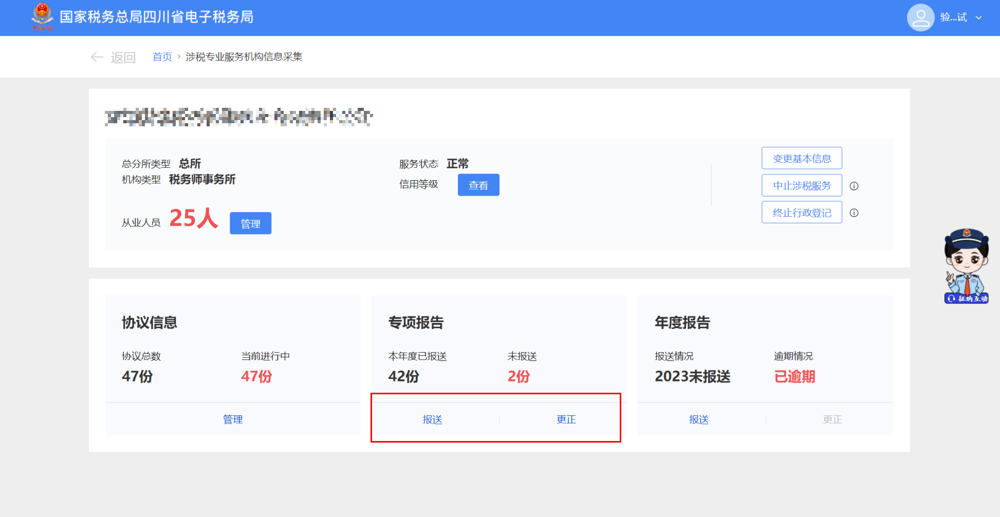 国家税务总局四川省电子税务局
验...试
返回 首页 › 涉税专业服务机构信息采集
总分所类型 总所
机构类型 税务师事务所
从业人员 25人 管理
服务状态 正常
信用等级 查看
变更基本信息
中止涉税服务
终止行政登记
征纳互动
协议信息
协议总数 当前进行中
47份 47份
管理
专项报告
本年度已报送 未报送
42份 2份
报送 更正
年度报告
报送情况 逾期情况
2023未报送 已逾期
报送 更正